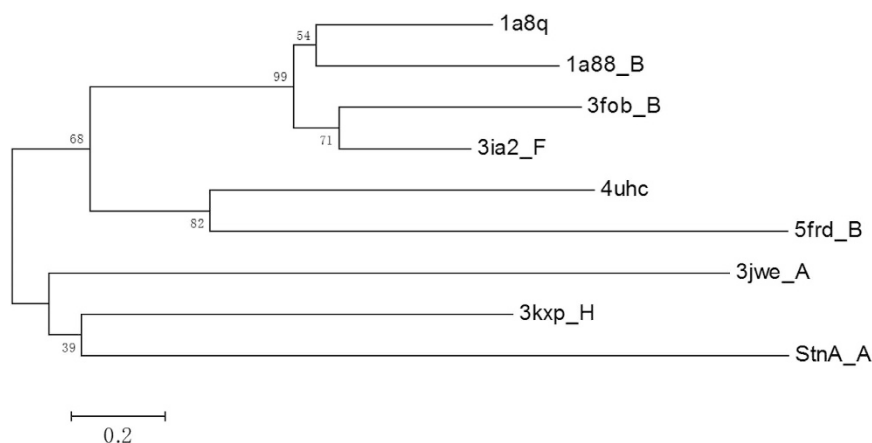 1a8q
54
1a88_B
99
3fob_B
71
3ia2_F
68
4uhc
82
5frd_B
3jwe_A
3kxp_H
39
StnA_A
0.2